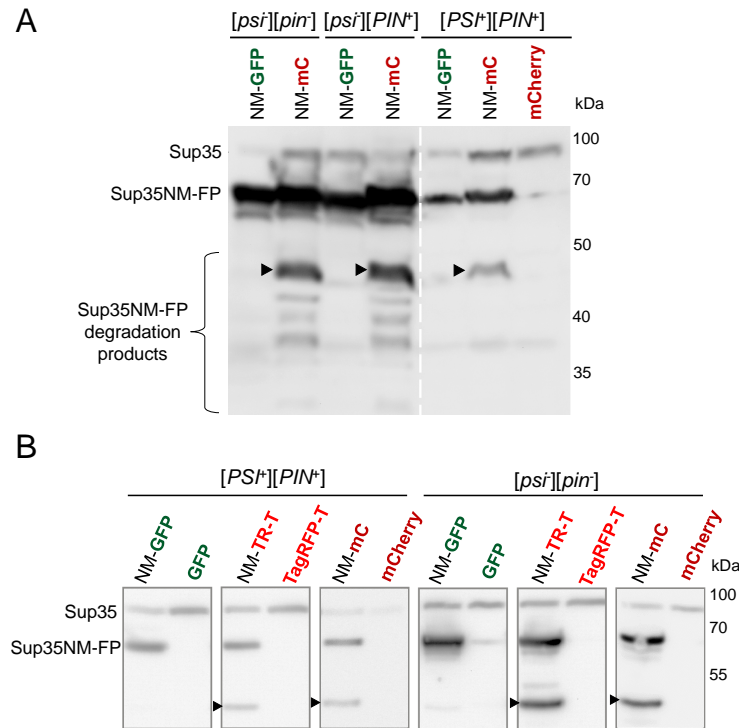 A
[psi-][pin-] [psi-][PIN+] [PSI+][PIN+]
NM-GFP NM-mC NM-GFP NM-mC NM-GFP NM-mC mCherry
kDa
Sup35
100
Sup35NM-FP
70
50
Sup35NM-FP
degradation
products
40
35
B
[PSI+][PIN+] [psi-][pin-]
NM-GFP GFP NM-TR-T TagRFP-T NM-mC mCherry NM-GFP GFP NM-TR-T TagRFP-T NM-mC mCherry
kDa
Sup35
100
Sup35NM-FP
70
55